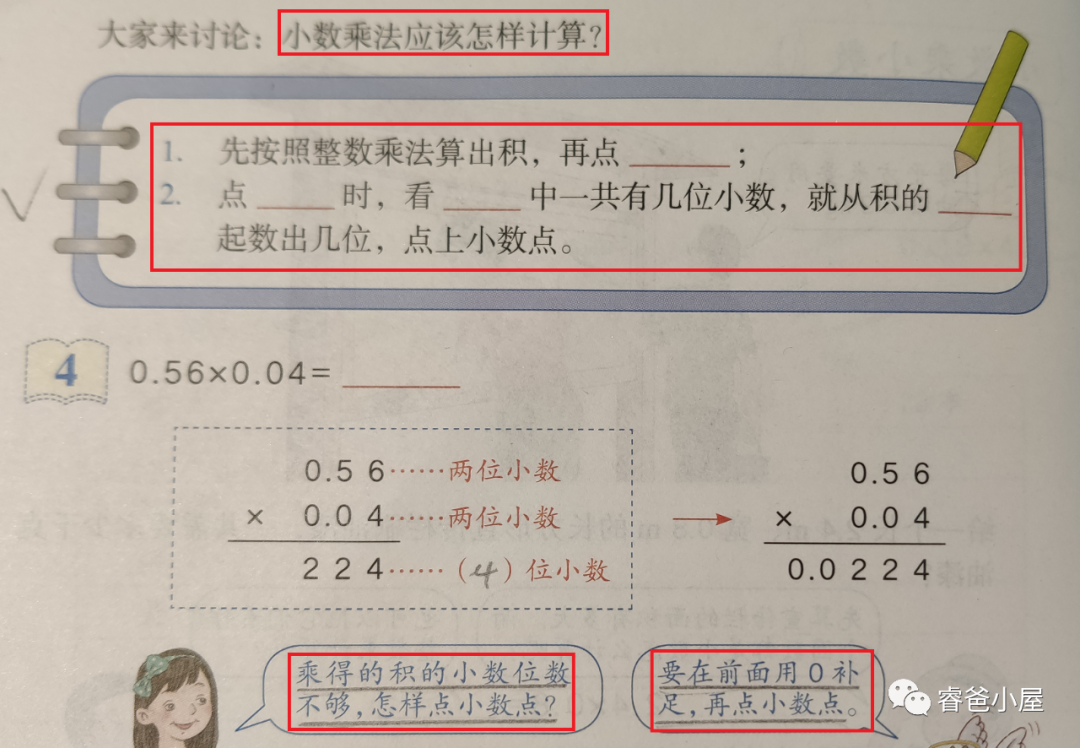 大家来讨论：小数乘法应该怎样计算？
1. 先按照整数乘法算出积，再点 ______；
2. 点 ______ 时，看 ______ 中一共有几位小数，就从积的 ______
起数出几位，点上小数点。
4 0.56×0.04= ______
0.56……两位小数
× 0.04……两位小数
224……（4）位小数
0.56
× 0.04
0.0224
乘得的积的小数位数
不够，怎样点小数点？
要在前面用0补
足，再点小数点。
睿爸小屋